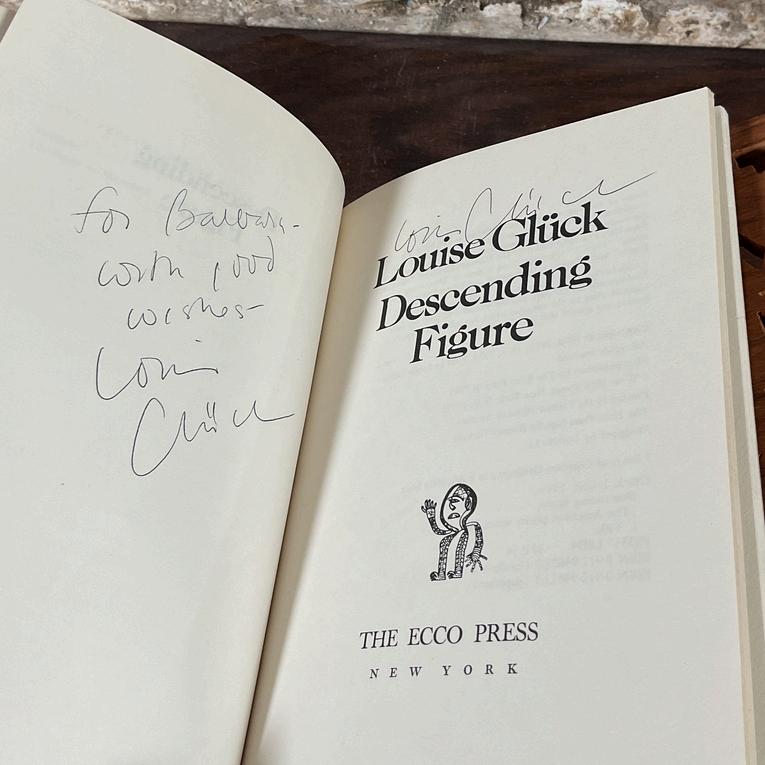 for Barbara-
with good
wishes-
Louise
Glück
Louise Glück
Louise Glück
Descending
Figure
THE ECCO PRESS
NEW YORK